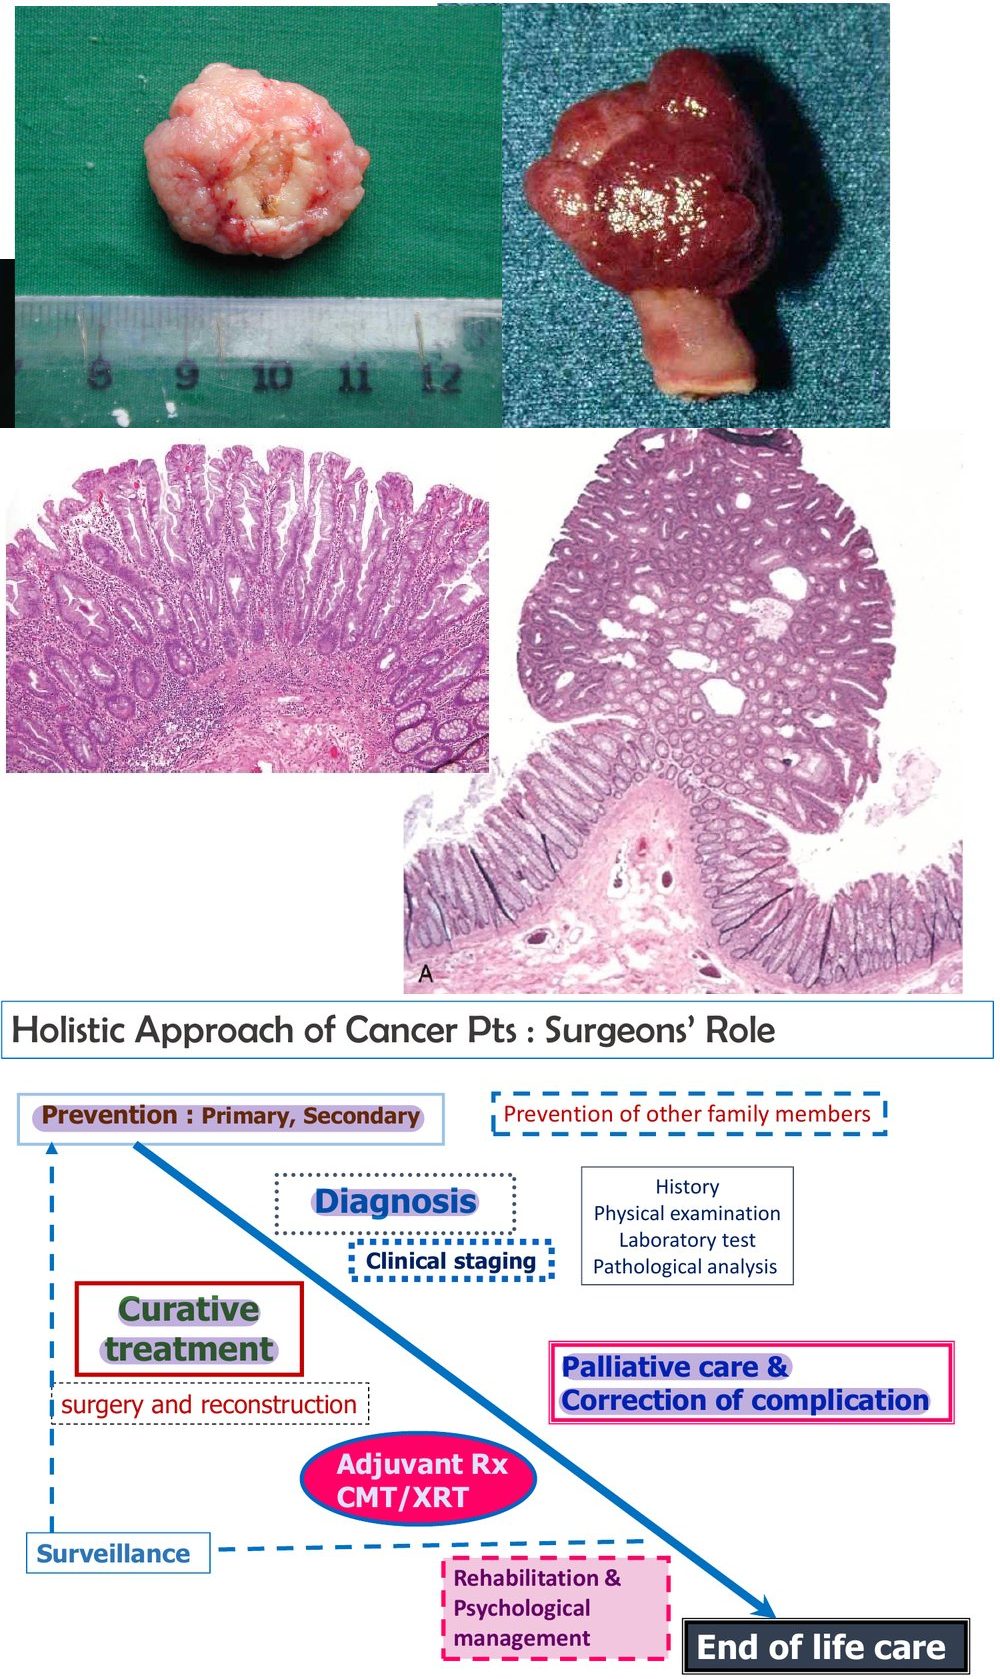 8 9 10 11 12
A
Holistic Approach of Cancer Pts : Surgeons’ Role
Prevention : Primary, Secondary
Prevention of other family members
Diagnosis
Clinical staging
History
Physical examination
Laboratory test
Pathological analysis
Curative
treatment
surgery and reconstruction
Palliative care &
Correction of complication
Adjuvant Rx
CMT/XRT
Surveillance
Rehabilitation &
Psychological
management
End of life care